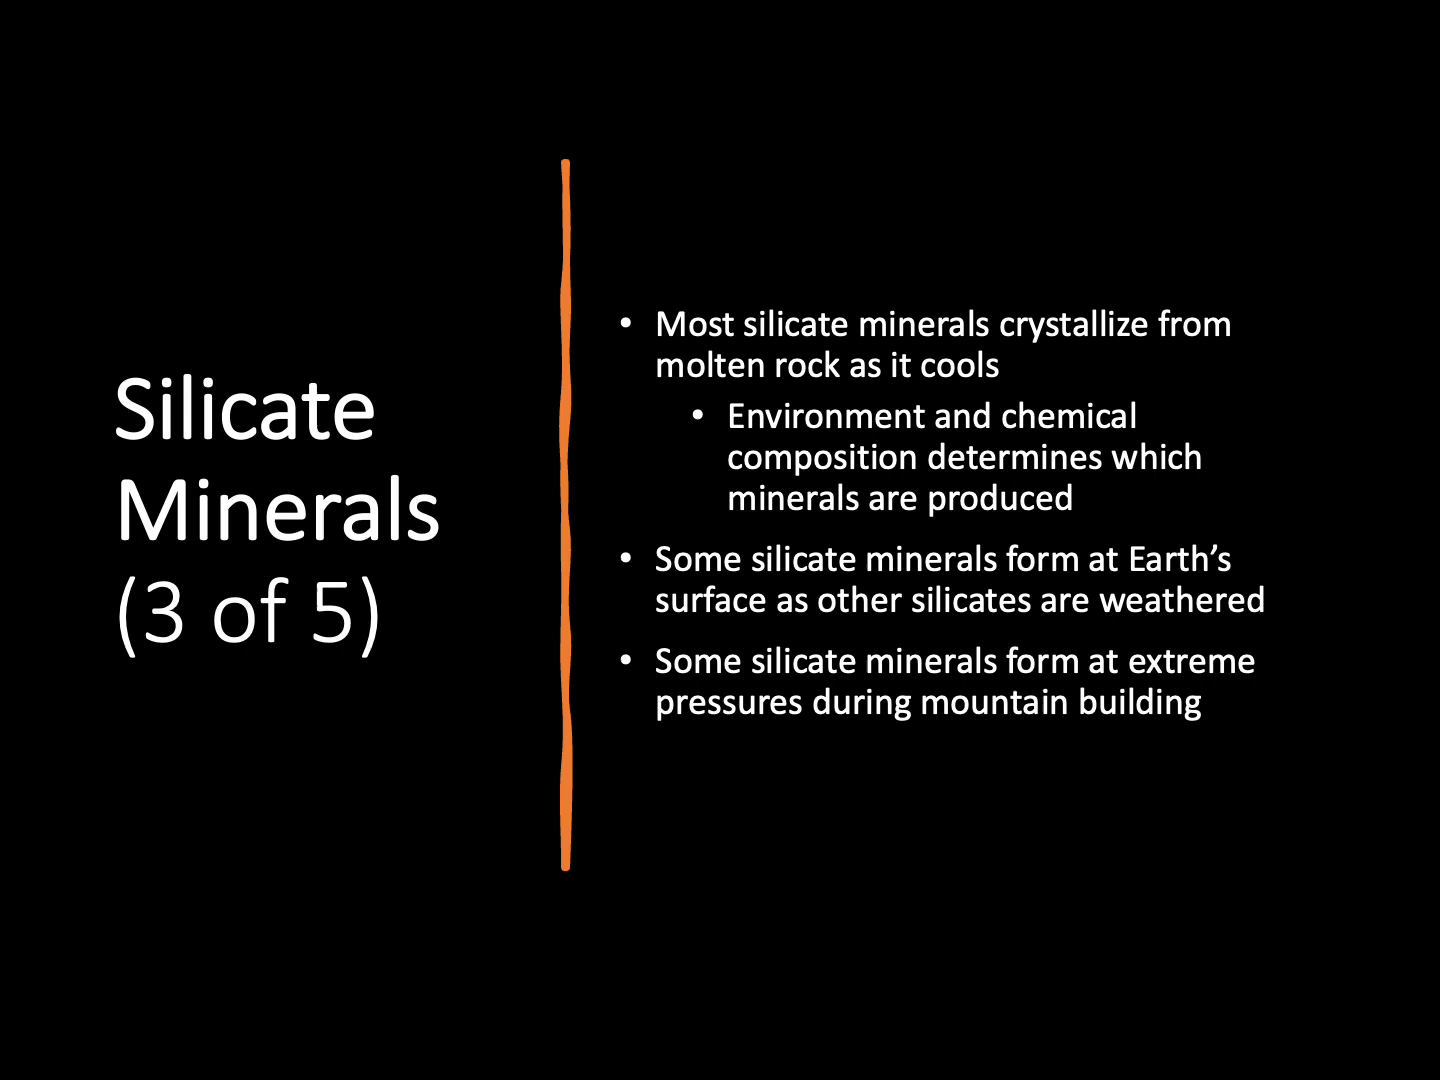 Silicate
Minerals
(3 of 5)
• Most silicate minerals crystallize from
molten rock as it cools
• Environment and chemical
composition determines which
minerals are produced
• Some silicate minerals form at Earth’s
surface as other silicates are weathered
• Some silicate minerals form at extreme
pressures during mountain building